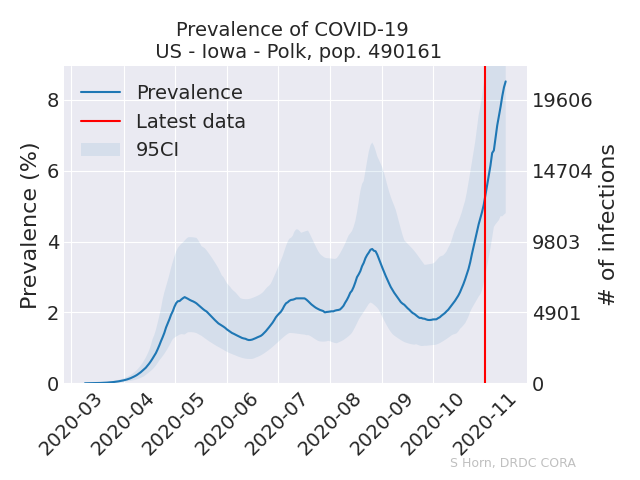 Prevalence of COVID-19
US - Iowa - Polk, pop. 490161
Prevalence
Latest data
95CI
Prevalence (%)
8
6
4
2
0
19606
14704
9803
4901
0
# of infections
2020-03
2020-04
2020-05
2020-06
2020-07
2020-08
2020-09
2020-10
2020-11
S Horn, DRDC CORA